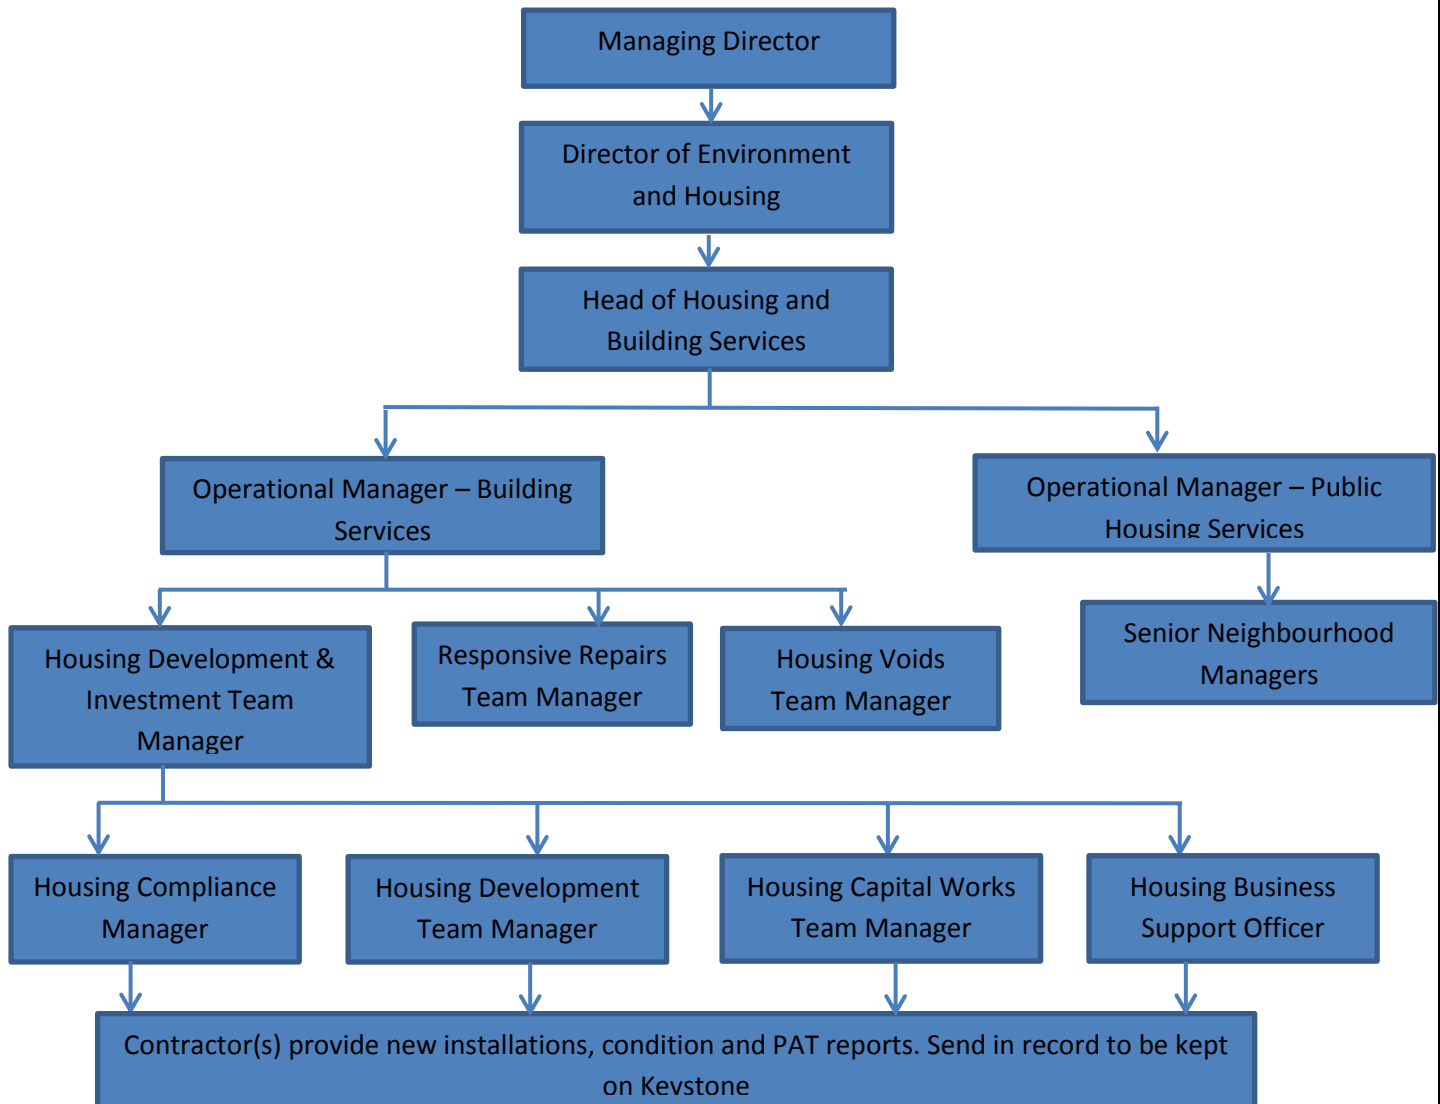 Managing Director
Director of Environment
and Housing
Head of Housing and
Building Services
Operational Manager – Building
Services
Operational Manager – Public
Housing Services
Housing Development &
Investment Team
Manager
Responsive Repairs
Team Manager
Housing Voids
Team Manager
Senior Neighbourhood
Managers
Housing Compliance
Manager
Housing Development
Team Manager
Housing Capital Works
Team Manager
Housing Business
Support Officer
Contractor(s) provide new installations, condition and PAT reports. Send in record to be kept
on Keystone